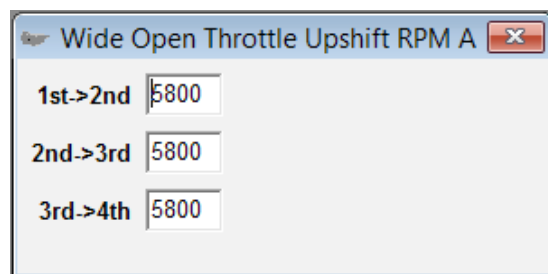 Wide Open Throttle Upshift RPM A
1st->2nd 5800
2nd->3rd 5800
3rd->4th 5800